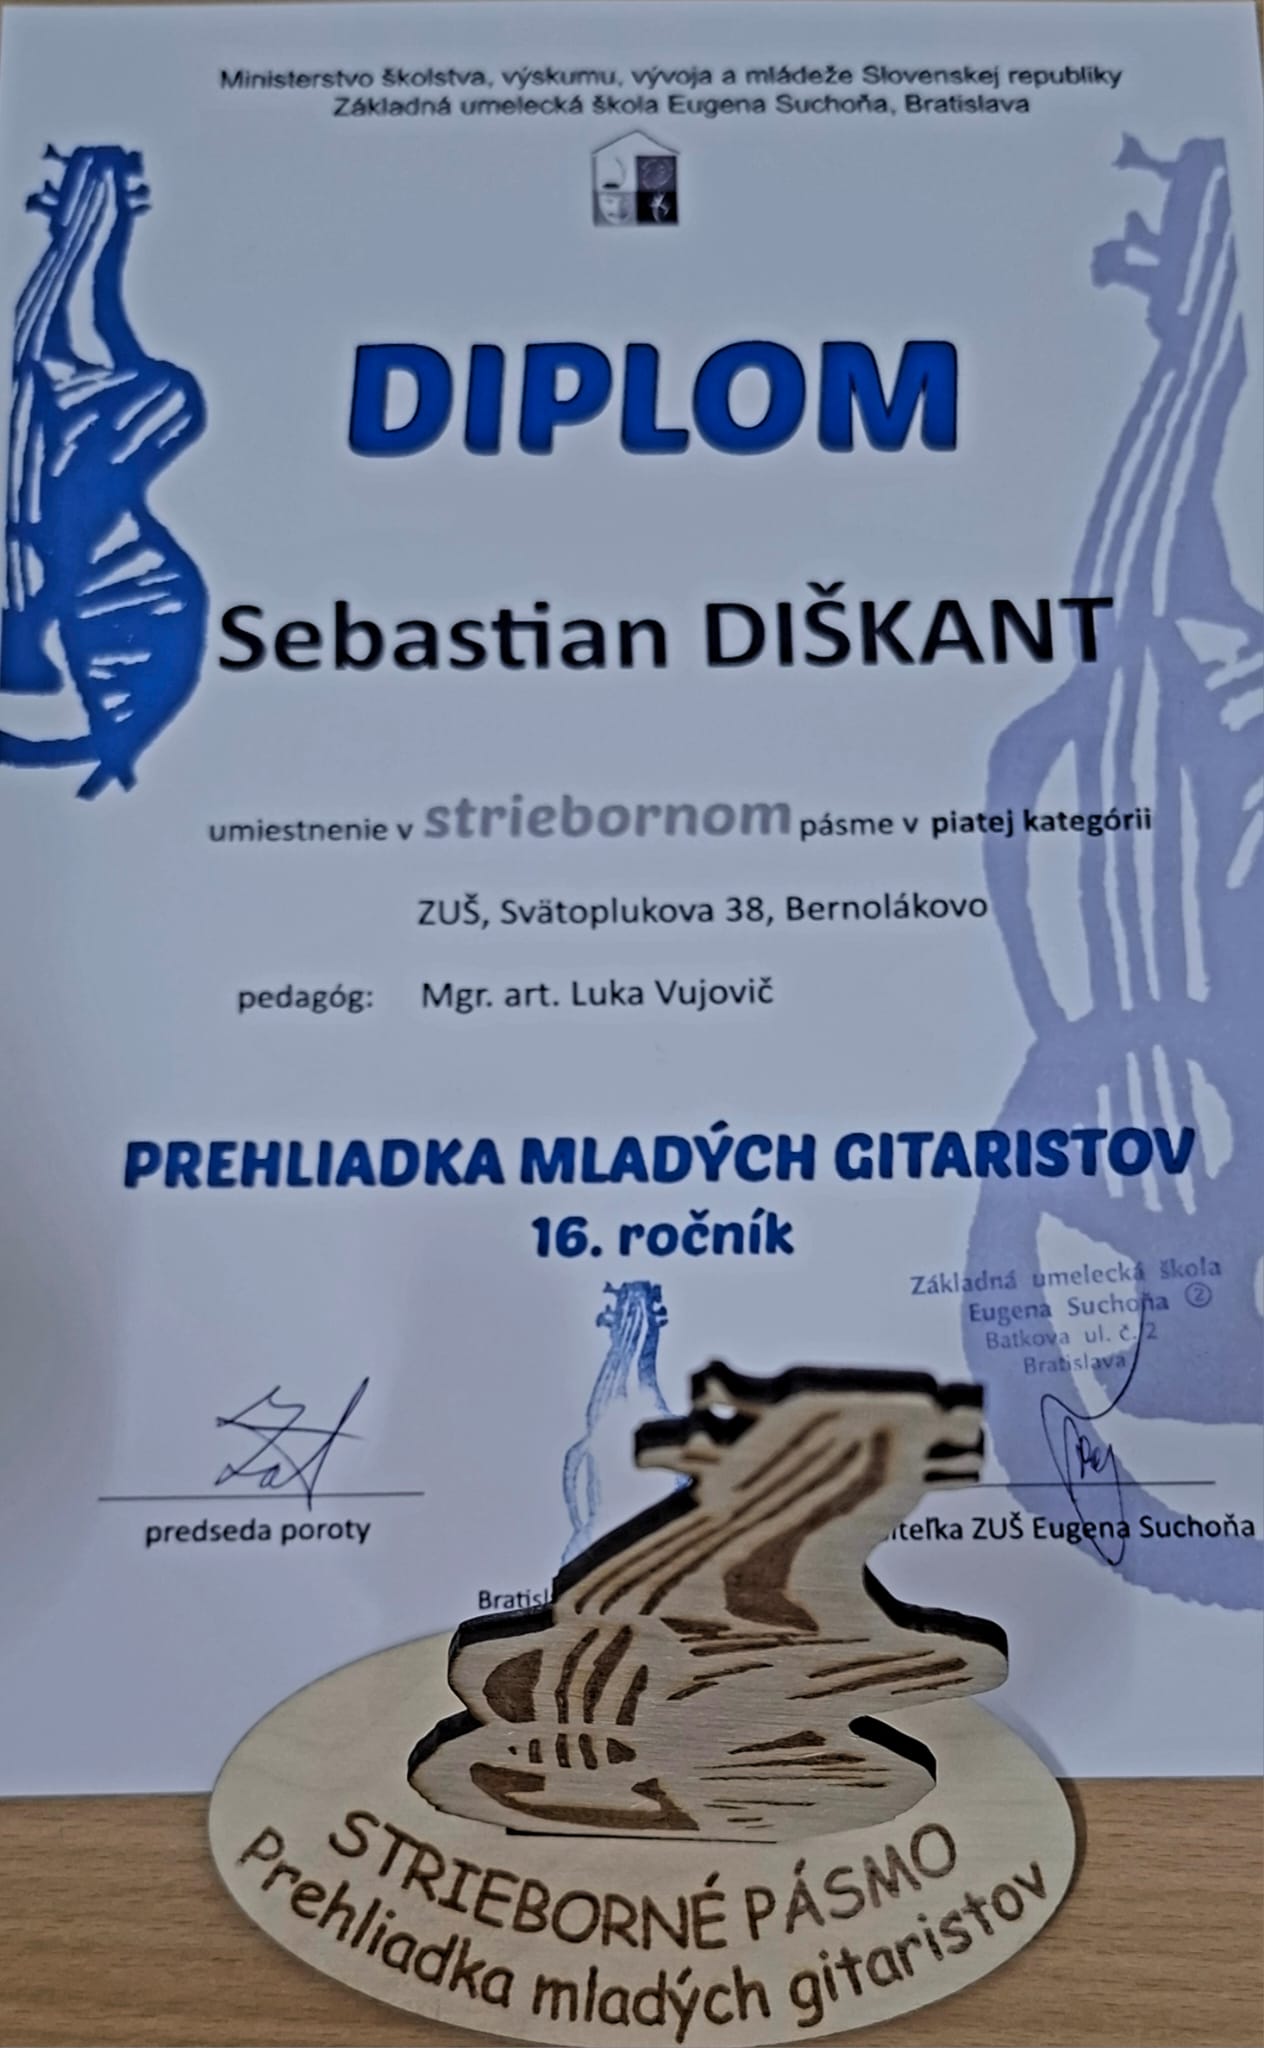 Ministerstvo školstva, výskumu, vývoja a mládeže Slovenskej republiky
Základná umelecká škola Eugena Suchoňa, Bratislava
DIPLOM
Sebastian DIŠKANT
umiestnenie v striebornom pásme v piatej kategórii
ZUŠ, Svätoplukova 38, Bernolákovo
pedagóg: Mgr. art. Luka Vujovič
PREHLIADKA MLADÝCH GITARISTOV
16. ročník
Základná umelecká škola
Eugena Suchoňa 2
Batkova ul. č. 2
Bratislava
predseda poroty
ZUŠ Eugena Suchoňa
STRIEBORNÉ PÁSMO
Prehliadka mladých gitaristov